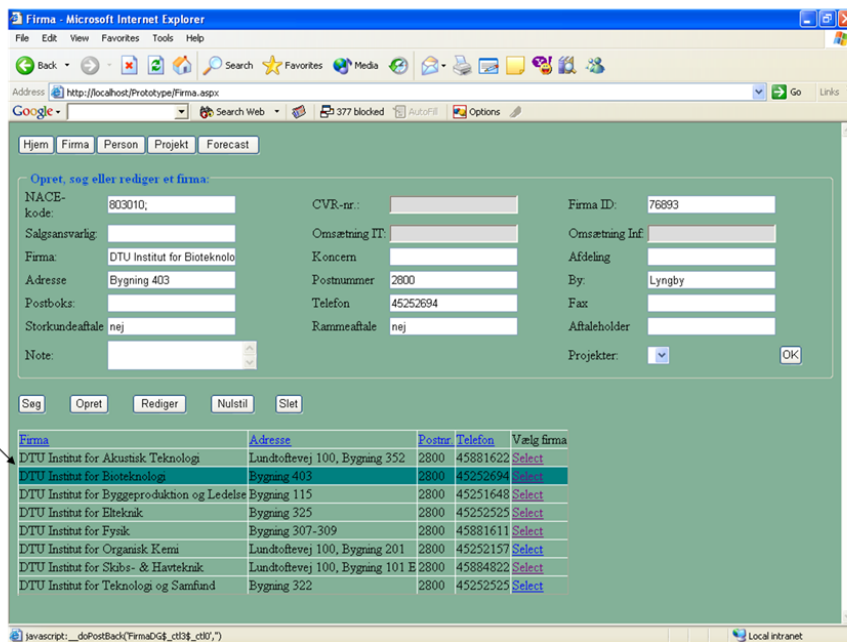 Firma - Microsoft Internet Explorer
File Edit View Favorites Tools Help
Back Search Favorites Media
Address http://localhost/Prototype/Firma.aspx Go Links
Google Search Web 377 blocked AutoFill Options
Hjem Firma Person Projekt Forecast
Opret, søg eller rediger et firma:
NACE-kode: 803010; CVR-nr.: Firma ID: 76893
Salgsansvarlig: Omsætning IT: Omsætning Inf
Firma: DTU Institut for Bioteknolo Koncern Afdeling
Adresse Bygning 403 Postnummer 2800 By: Lyngby
Postboks: Telefon 45252694 Fax
Storkundeaftale nej Rammeaftale nej Aftaleholder
Note: Projekter: OK
Søg Opret Rediger Nulstil Slet
Firma Adresse Postnr. Telefon Vælg firma
DTU Institut for Akustisk Teknologi Lundtoftevej 100, Bygning 352 2800 45881622 Select
DTU Institut for Bioteknologi Bygning 403 2800 45252694 Select
DTU Institut for Byggeproduktion og Ledelse Bygning 115 2800 45251648 Select
DTU Institut for Elteknik Bygning 325 2800 45252525 Select
DTU Institut for Fysik Bygning 307-309 2800 45881611 Select
DTU Institut for Organisk Kemi Lundtoftevej 100, Bygning 201 2800 45252157 Select
DTU Institut for Skibs- & Havteknik Lundtoftevej 100, Bygning 101 E 2800 45884822 Select
DTU Institut for Teknologi og Samfund Bygning 322 2800 45252525 Select
javascript:__doPostBack('FirmaDG$_ctl3$_ctl0','') Local intranet